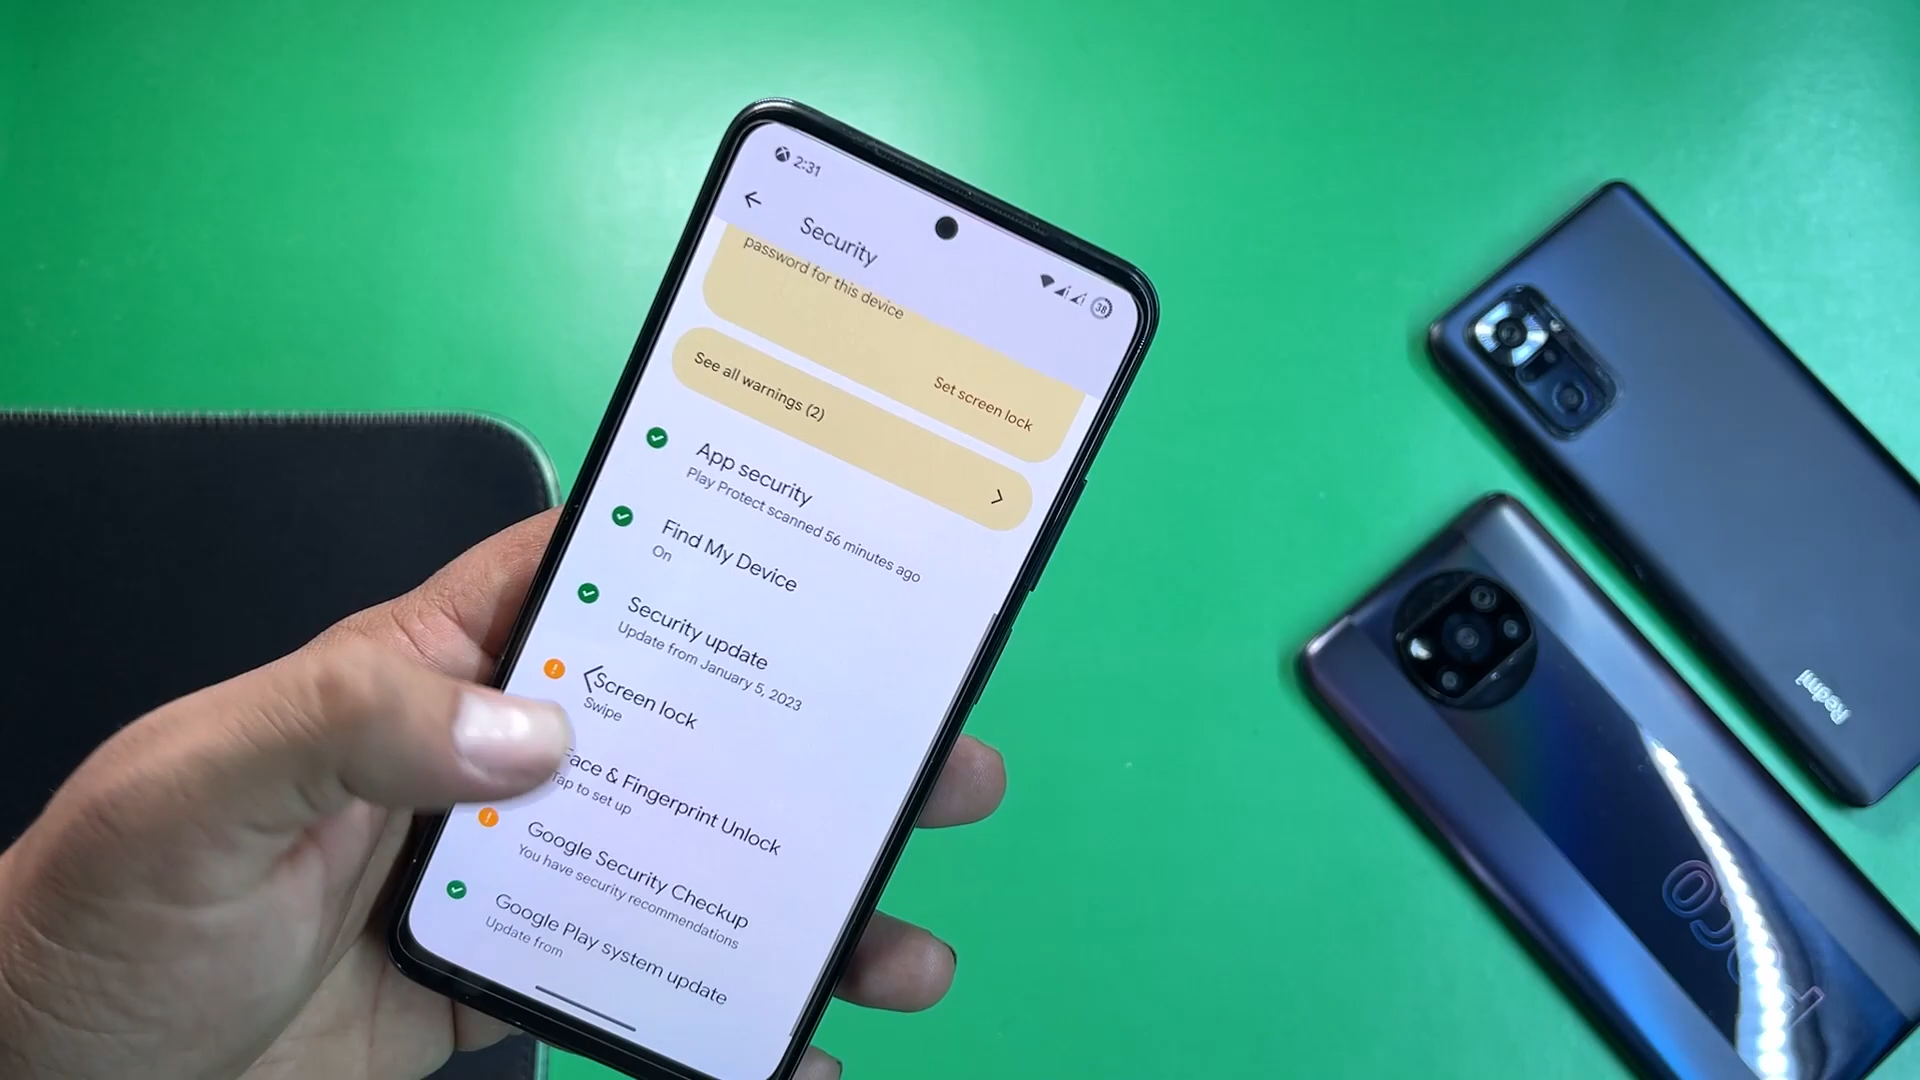 2:31
38
Security
password for this device
Set screen lock
See all warnings (2)
App security
Play Protect scanned 56 minutes ago
Find My Device
On
Security update
Update from January 5, 2023
Screen lock
Swipe
Face & Fingerprint Unlock
Tap to set up
Google Security Checkup
You have security recommendations
Google Play system update
Update from
Redmi
POCO